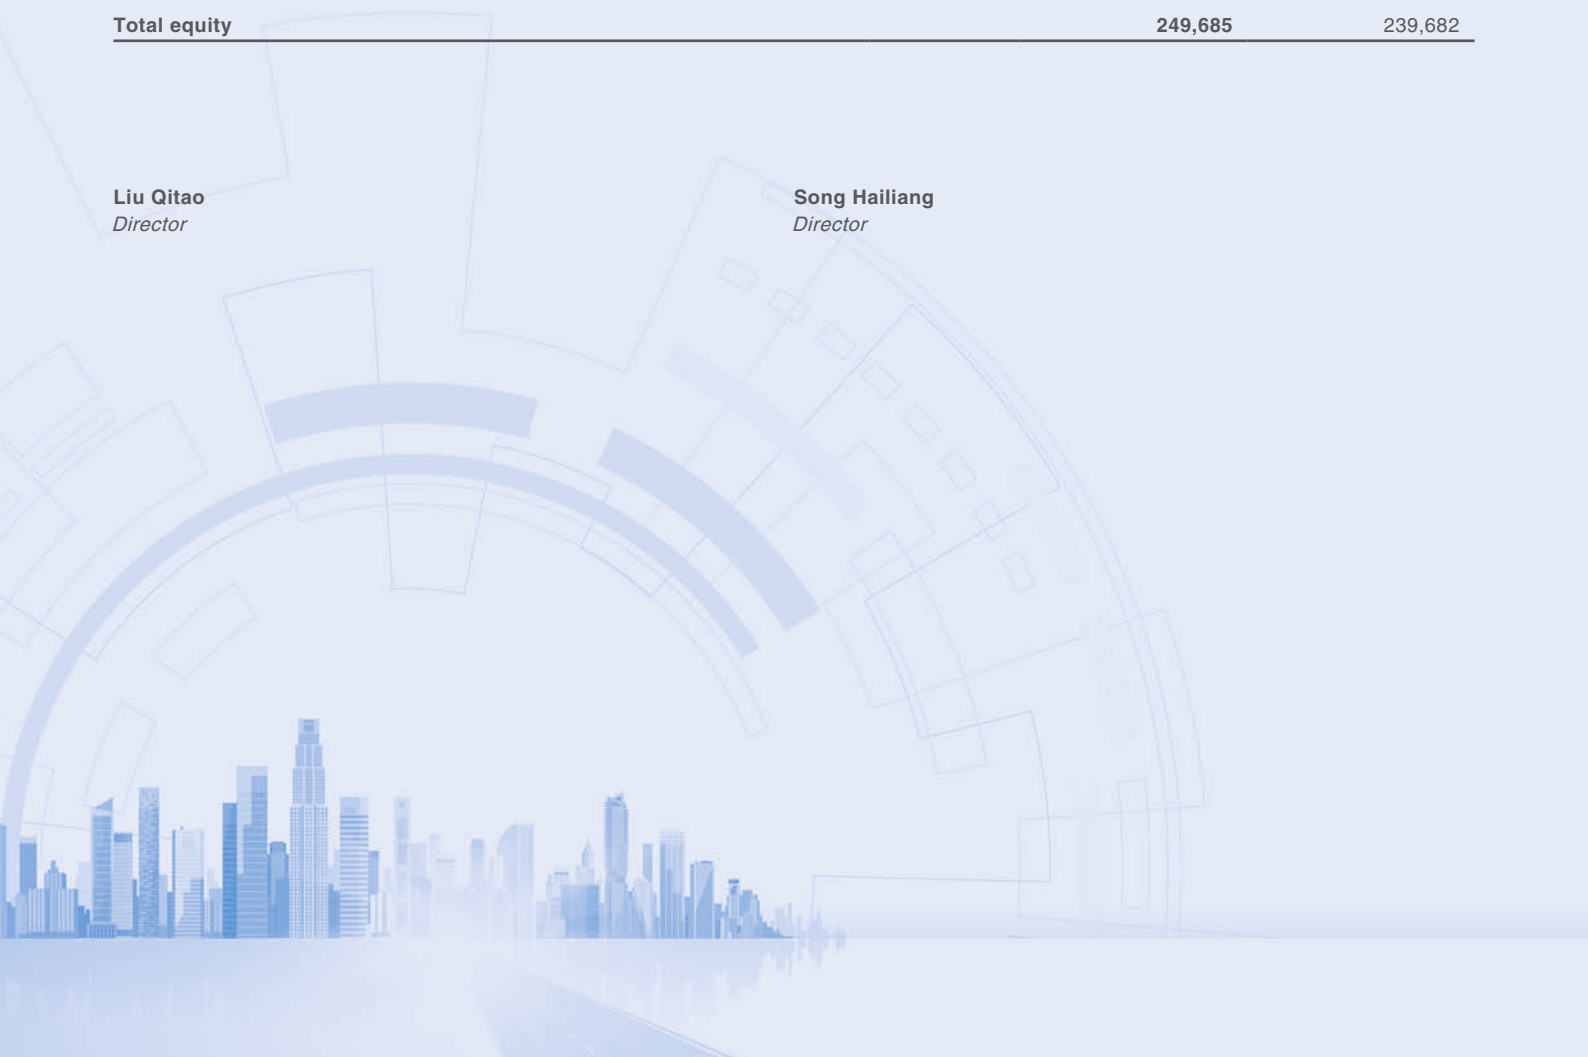 Total equity 249,685 239,682
Liu Qitao Song Hailiang
Director Director